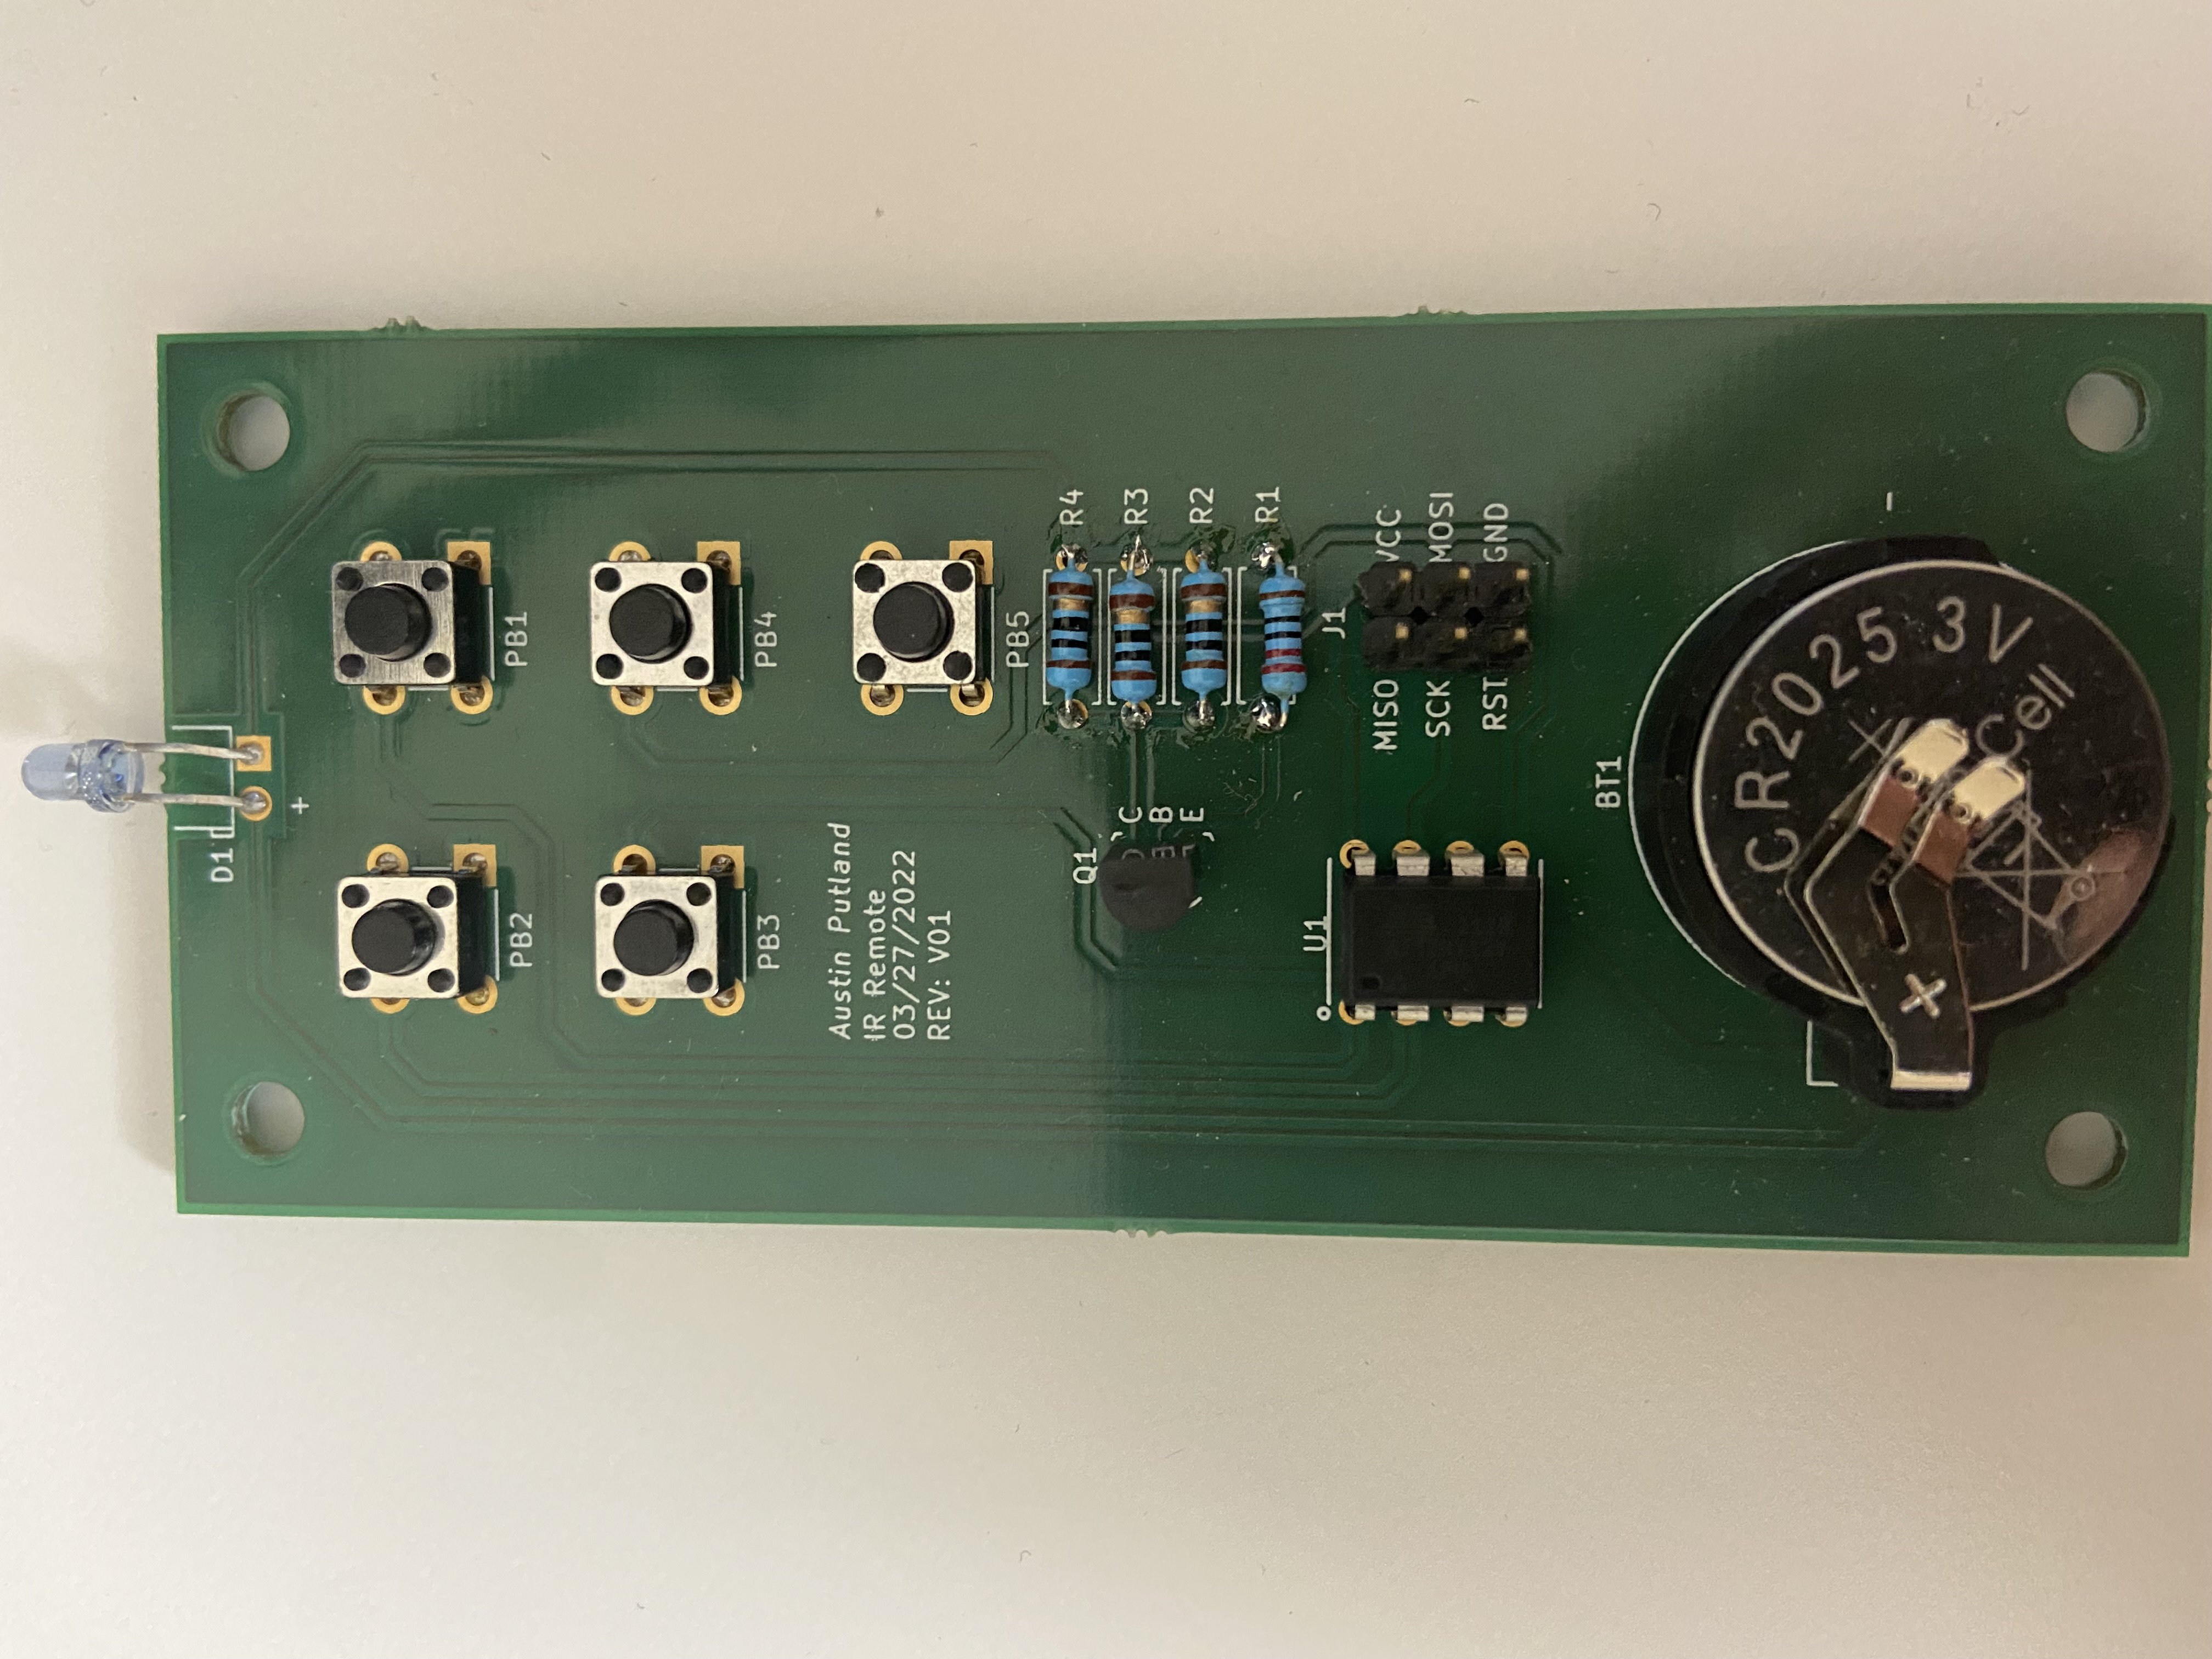 D1
+
PB2
PB1
PB3
PB4
Austin Putland
IR Remote
03/27/2022
REV: V01
PB5
R4
Q1
C
R3
B
E
R2
R1
U1
J1
MISO
VCC
SCK
MOSI
RST
GND
BT1
CR2025 3V
+
-
Cell